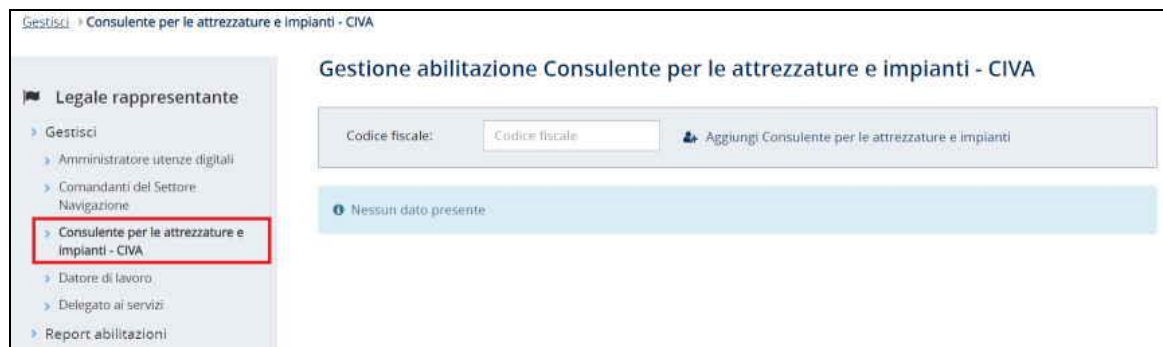 Gestisci > Consulente per le attrezzature e impianti - CIVA
Legale rappresentante
Gestisci
Amministratore utenze digitali
Comandanti del Settore
Navigazione
Consulente per le attrezzature e
impianti - CIVA
Datore di lavoro
Delegato ai servizi
Report abilitazioni
Gestione abilitazione Consulente per le attrezzature e impianti - CIVA
Codice fiscale: Codice fiscale Aggiungi Consulente per le attrezzature e impianti
Nessun dato presente